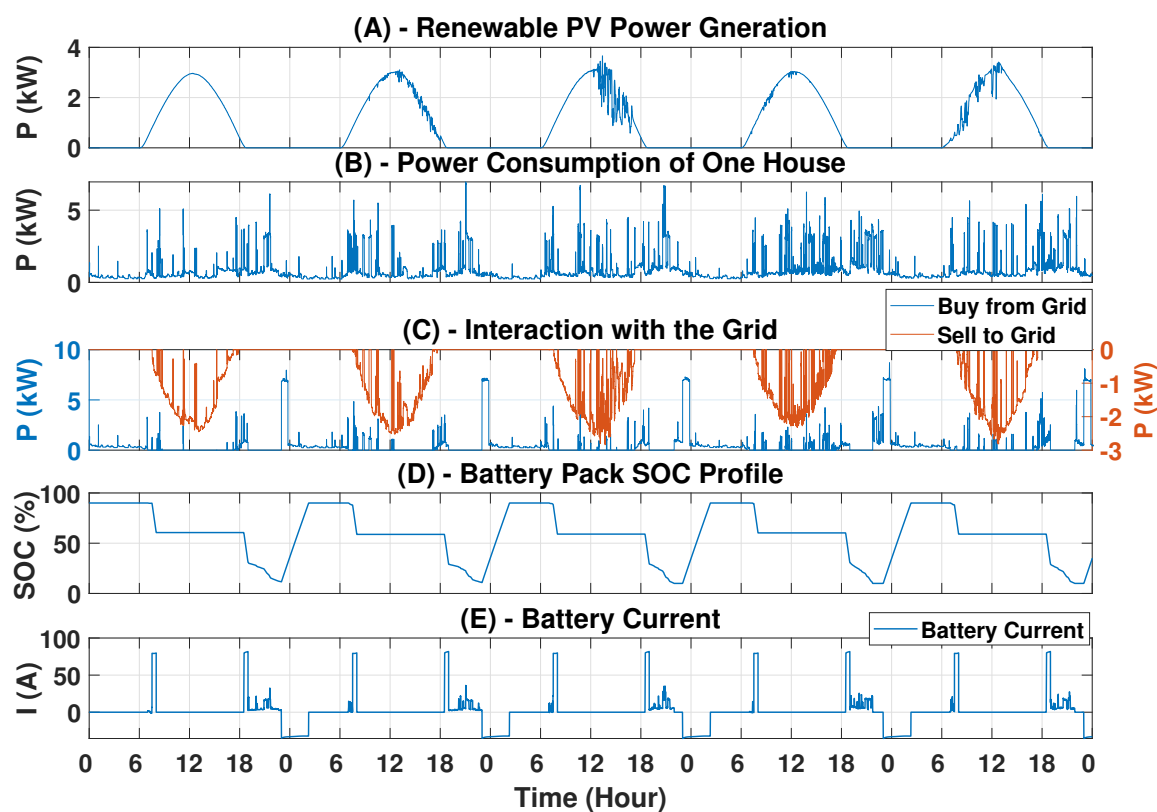 (A) - Renewable PV Power Gneration
P (kW)
4
2
0
(B) - Power Consumption of One House
P (kW)
5
0
Buy from Grid
Sell to Grid
(C) - Interaction with the Grid
P (kW)
10
5
0
0
-1
-2
-3
P (kW)
(D) - Battery Pack SOC Profile
SOC (%)
100
50
0
(E) - Battery Current
Battery Current
I (A)
100
50
0
0 6 12 18 0 6 12 18 0 6 12 18 0 6 12 18 0 6 12 18 0
Time (Hour)